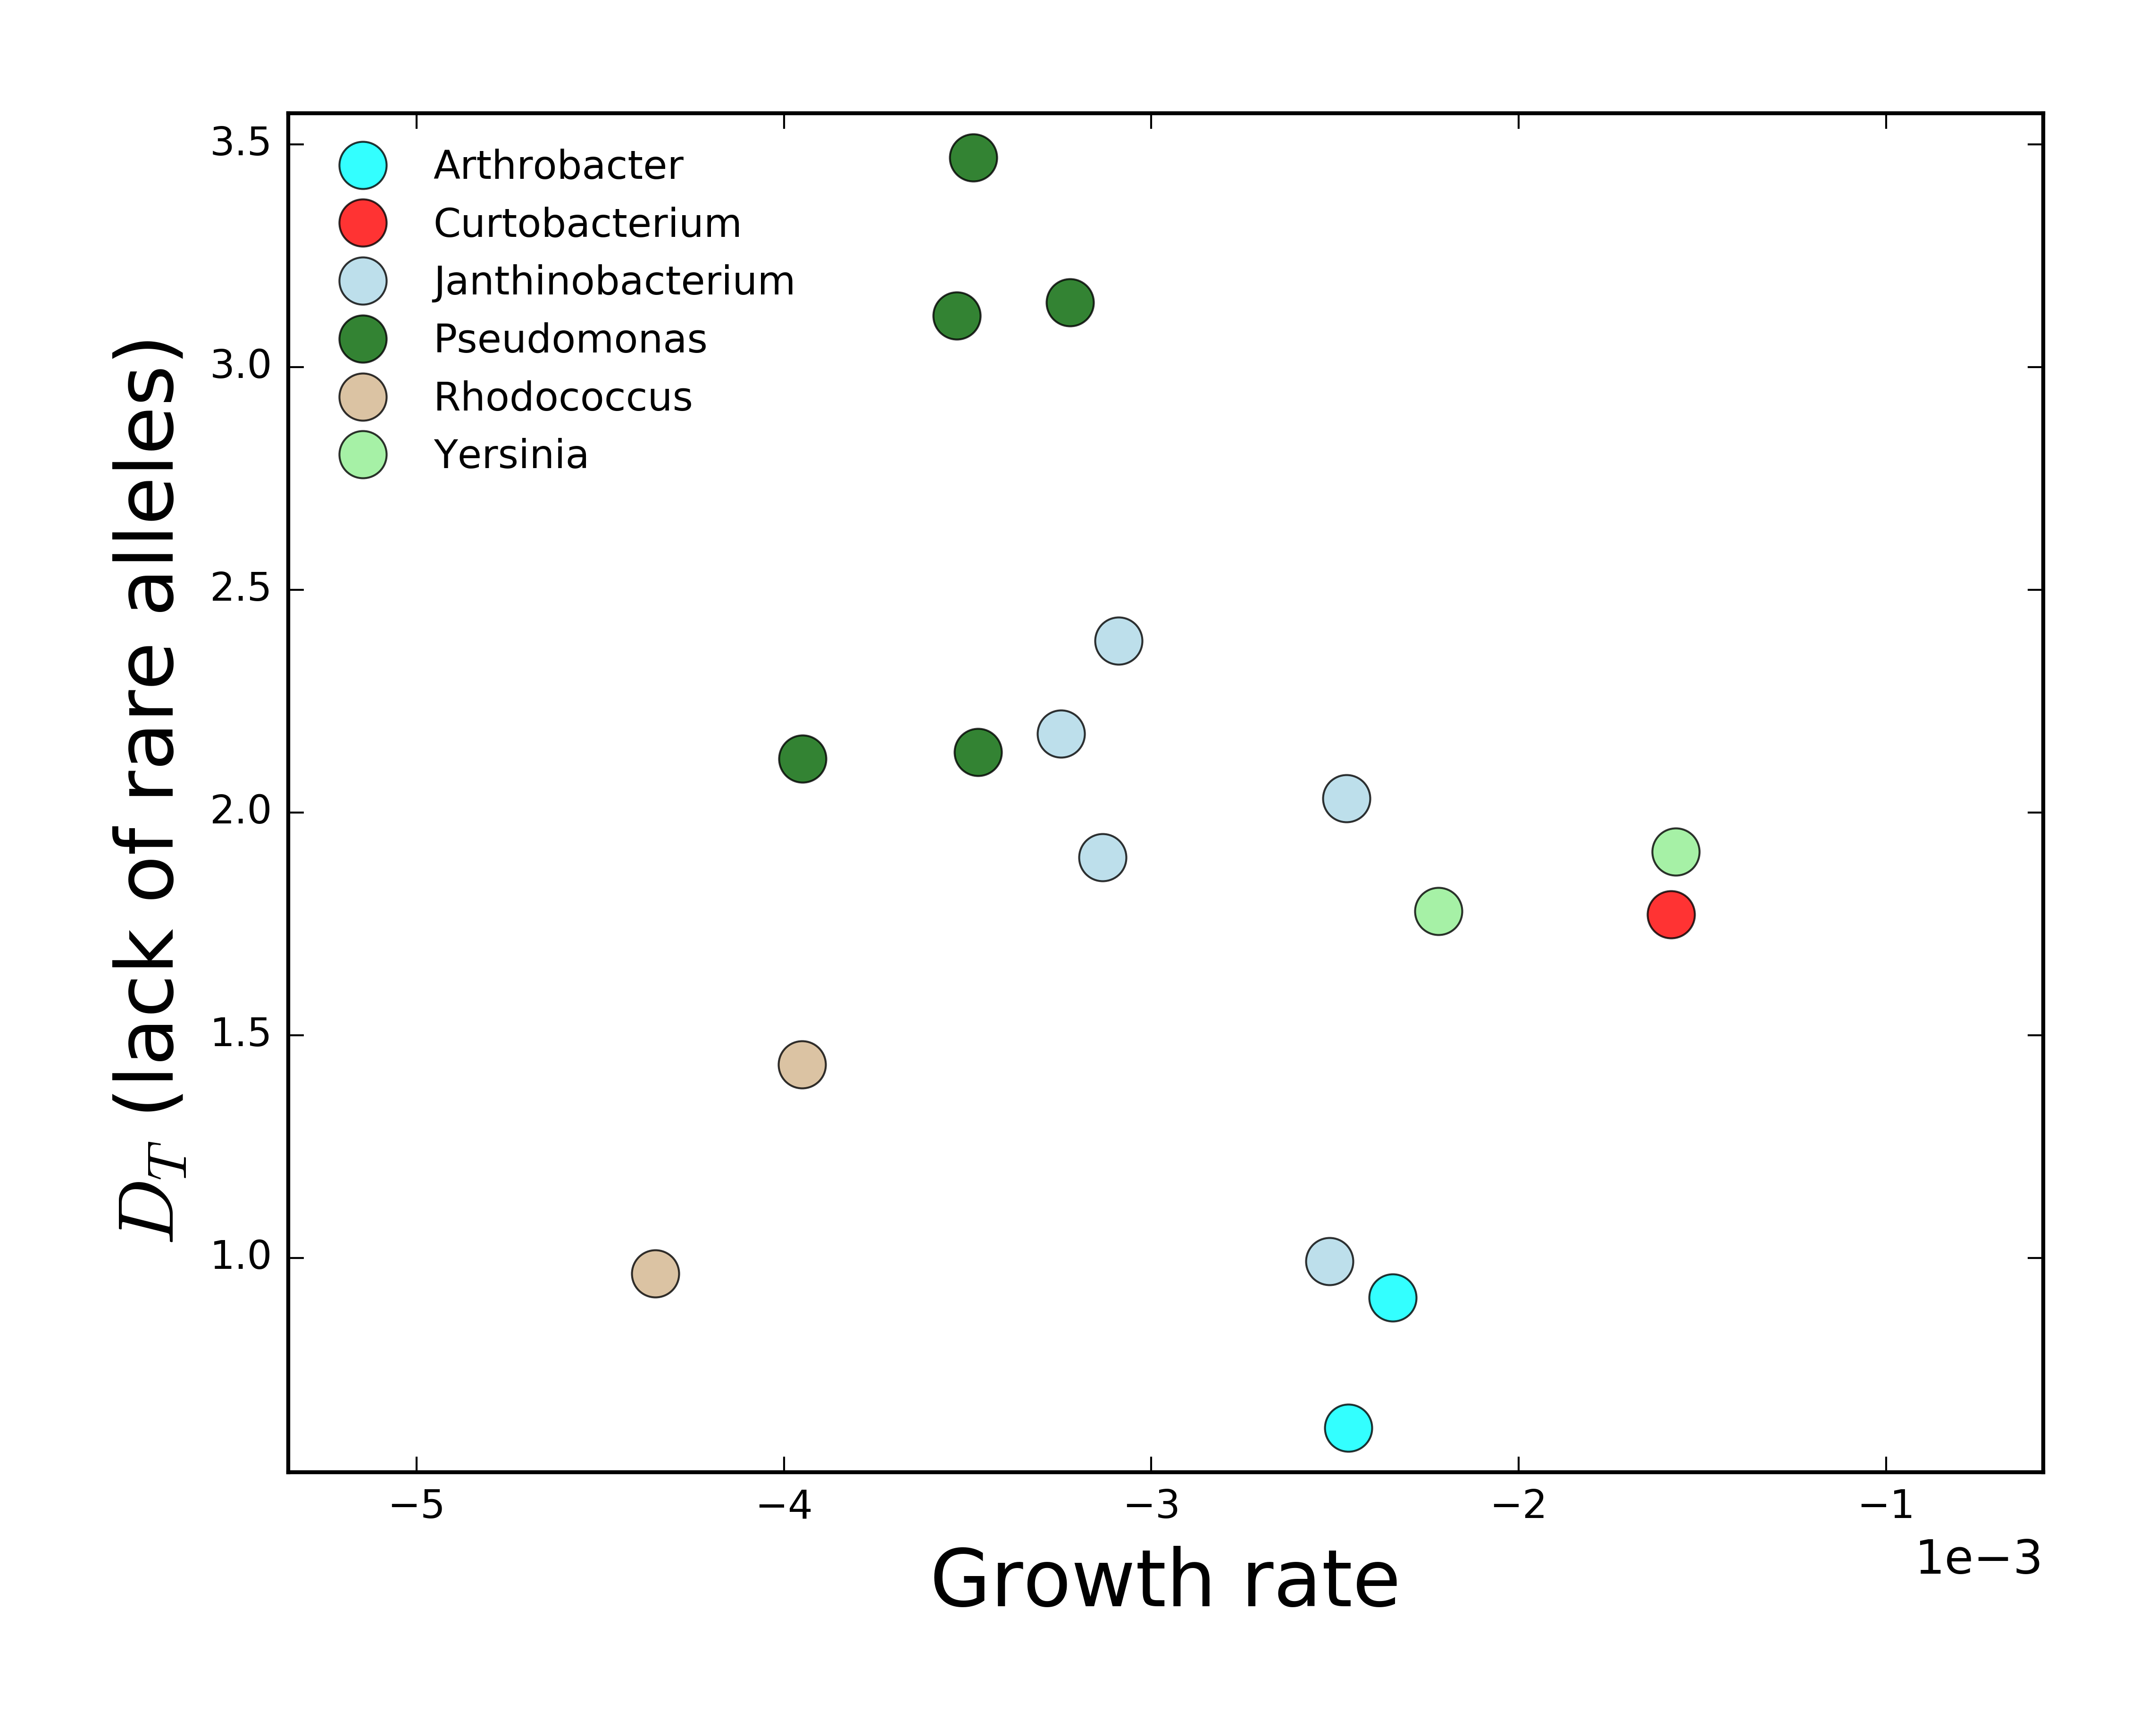 3.5
3.0
2.5
2.0
1.5
1.0
D_T (lack of rare alleles)
Arthrobacter
Curtobacterium
Janthinobacterium
Pseudomonas
Rhodococcus
Yersinia
−5 −4 −3 −2 −1
1e−3
Growth rate